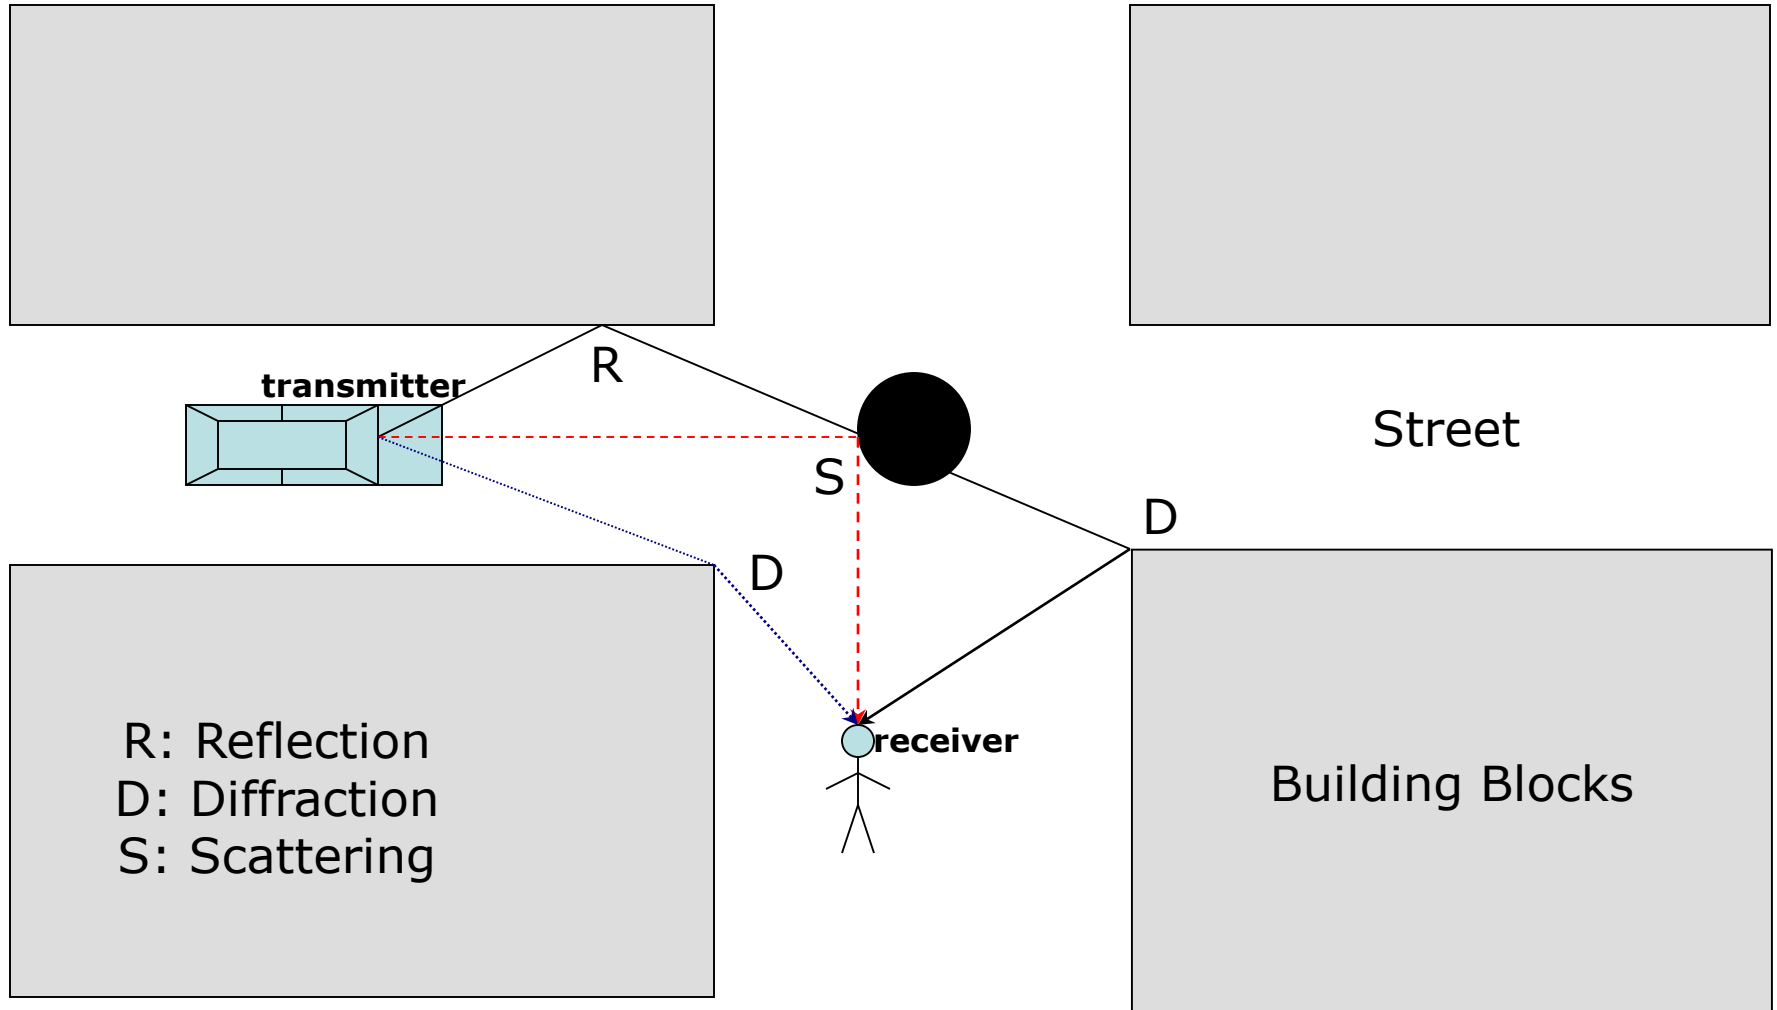 R
transmitter
Street
S
D
D
R: Reflection
D: Diffraction
S: Scattering
receiver
Building Blocks